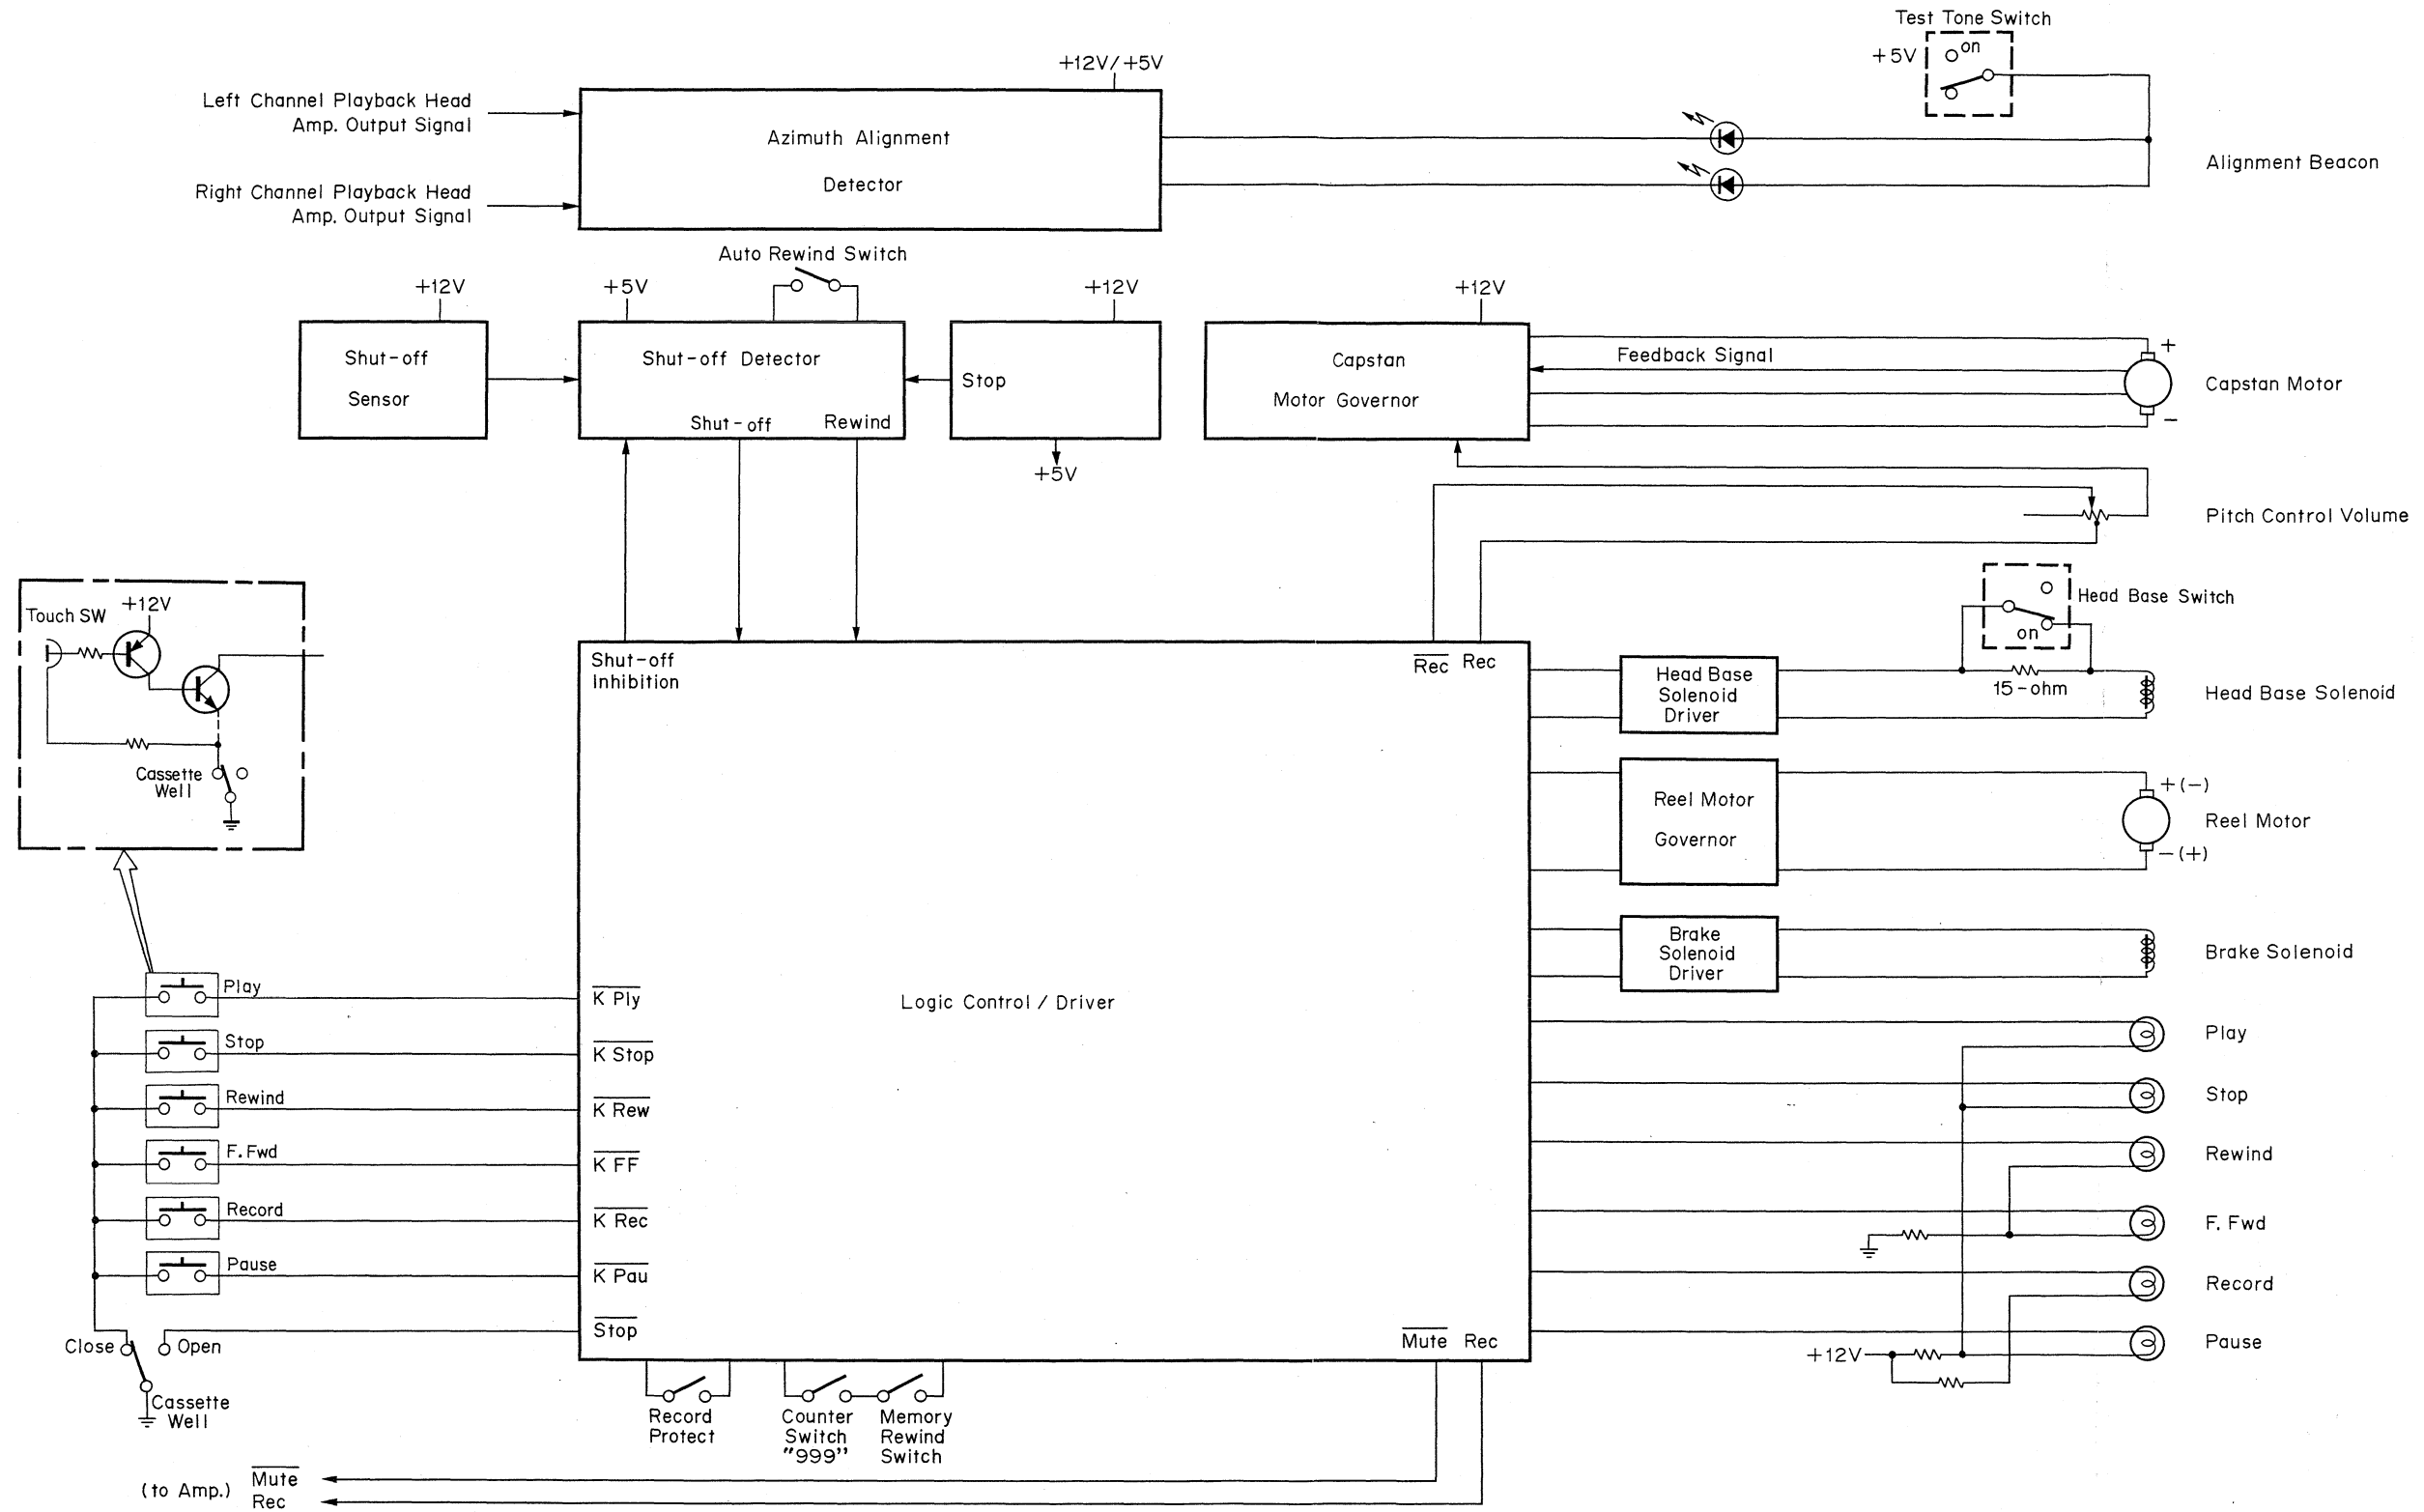 Test Tone Switch
+5V
on
+12V/+5V
Left Channel Playback Head
Amp. Output Signal
Azimuth Alignment
Detector
Right Channel Playback Head
Amp. Output Signal
Alignment Beacon
Auto Rewind Switch
+12V
+5V
+12V
+12V
Shut-off
Sensor
Shut-off Detector
Shut-off
Rewind
Stop
+5V
Capstan
Motor Governor
Feedback Signal
+
−
Capstan Motor
Pitch Control Volume
Touch SW
+12V
Cassette
Well
Head Base Switch
on
Shut-off
Inhibition
Rec
Rec
Head Base
Solenoid
Driver
15-ohm
Head Base Solenoid
Reel Motor
Governor
+(−)
−(+)
Reel Motor
Brake
Solenoid
Driver
Brake Solenoid
Logic Control / Driver
Play
K Ply
Stop
K Stop
Rewind
K Rew
F.Fwd
K FF
Record
K Rec
Pause
K Pau
Stop
Close
Open
Cassette
Well
Play
Stop
Rewind
F. Fwd
Record
Pause
+12V
Mute
Rec
Record
Protect
Counter
Switch
"999"
Memory
Rewind
Switch
(to Amp.)
Mute
Rec